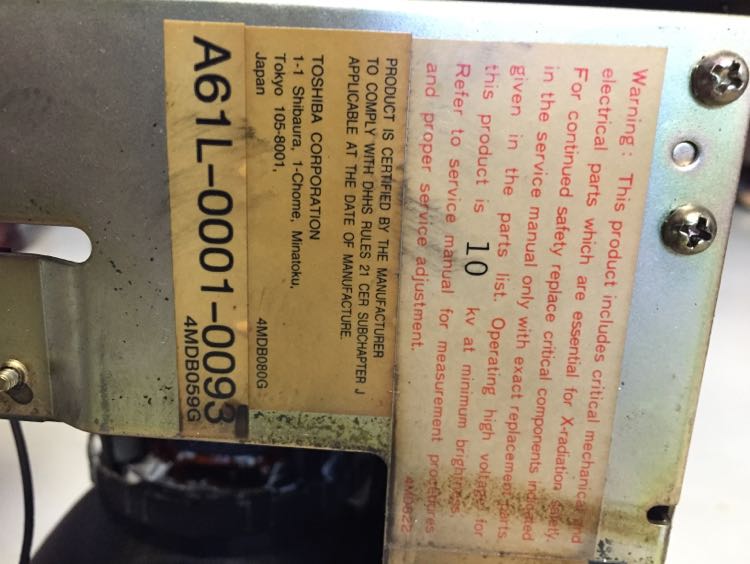 Warning: This product includes critical mechanical and
electrical parts which are essential for X-radiation safety.
For continued safety replace critical components indicated
in the service manual only with exact replacement parts
given in the parts list. Operating high voltage for
this product is 10 kv at minimum brightness
Refer to service manual for measurement procedures
and proper service adjustment.
PRODUCT IS CERTIFIED BY THE MANUFACTURER
TO COMPLY WITH DHHS RULES 21 CER SUBCHAPTER J
APPLICABLE AT THE DATE OF MANUFACTURE
TOSHIBA CORPORATION
1-1 Shibaura, 1-Chome, Minatoku,
Tokyo 105-8001,
Japan
4MDB080G
A61L-0001-0093
4MDB059G